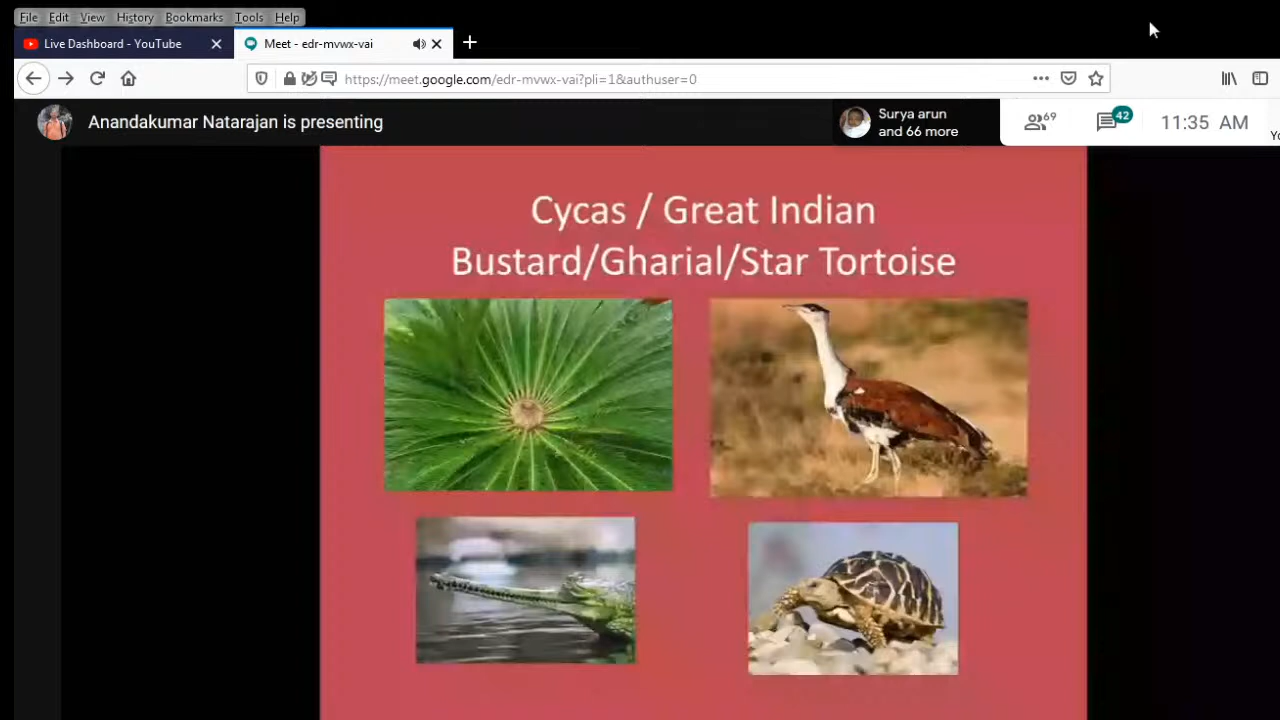 File Edit View History Bookmarks Tools Help
Live Dashboard - YouTube
Meet - edr-mvwx-vai
https://meet.google.com/edr-mvwx-vai?pli=1&authuser=0
Anandakumar Natarajan is presenting
Surya arun
and 66 more
69
42
11:35 AM
Cycas / Great Indian
Bustard/Gharial/Star Tortoise